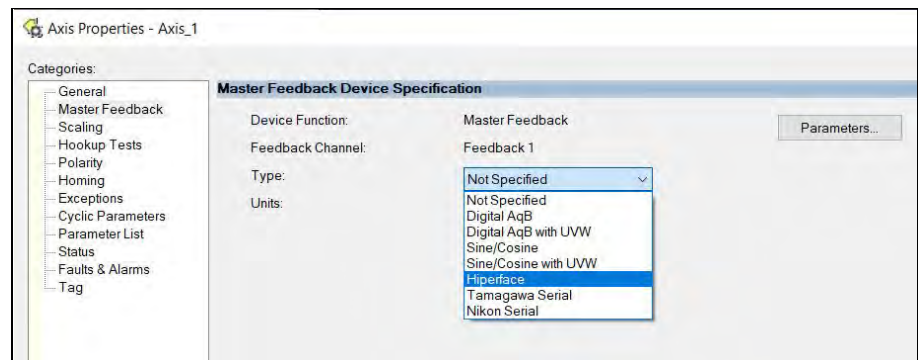 Axis Properties - Axis_1
Categories:
General
Master Feedback
Scaling
Hookup Tests
Polarity
Homing
Exceptions
Cyclic Parameters
Parameter List
Status
Faults & Alarms
Tag
Master Feedback Device Specification
Device Function: Master Feedback
Parameters...
Feedback Channel: Feedback 1
Type: Not Specified
Units:
Not Specified
Digital AqB
Digital AqB with UVW
Sine/Cosine
Sine/Cosine with UVW
Hiperface
Tamagawa Serial
Nikon Serial